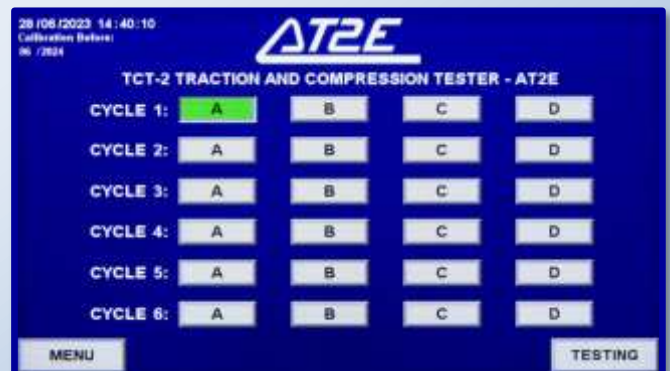 28/06/2023 14:40:10
Calibration Before:
06 /2024
AT2E
TCT-2 TRACTION AND COMPRESSION TESTER - AT2E
CYCLE 1: A B C D
CYCLE 2: A B C D
CYCLE 3: A B C D
CYCLE 4: A B C D
CYCLE 5: A B C D
CYCLE 6: A B C D
MENU TESTING